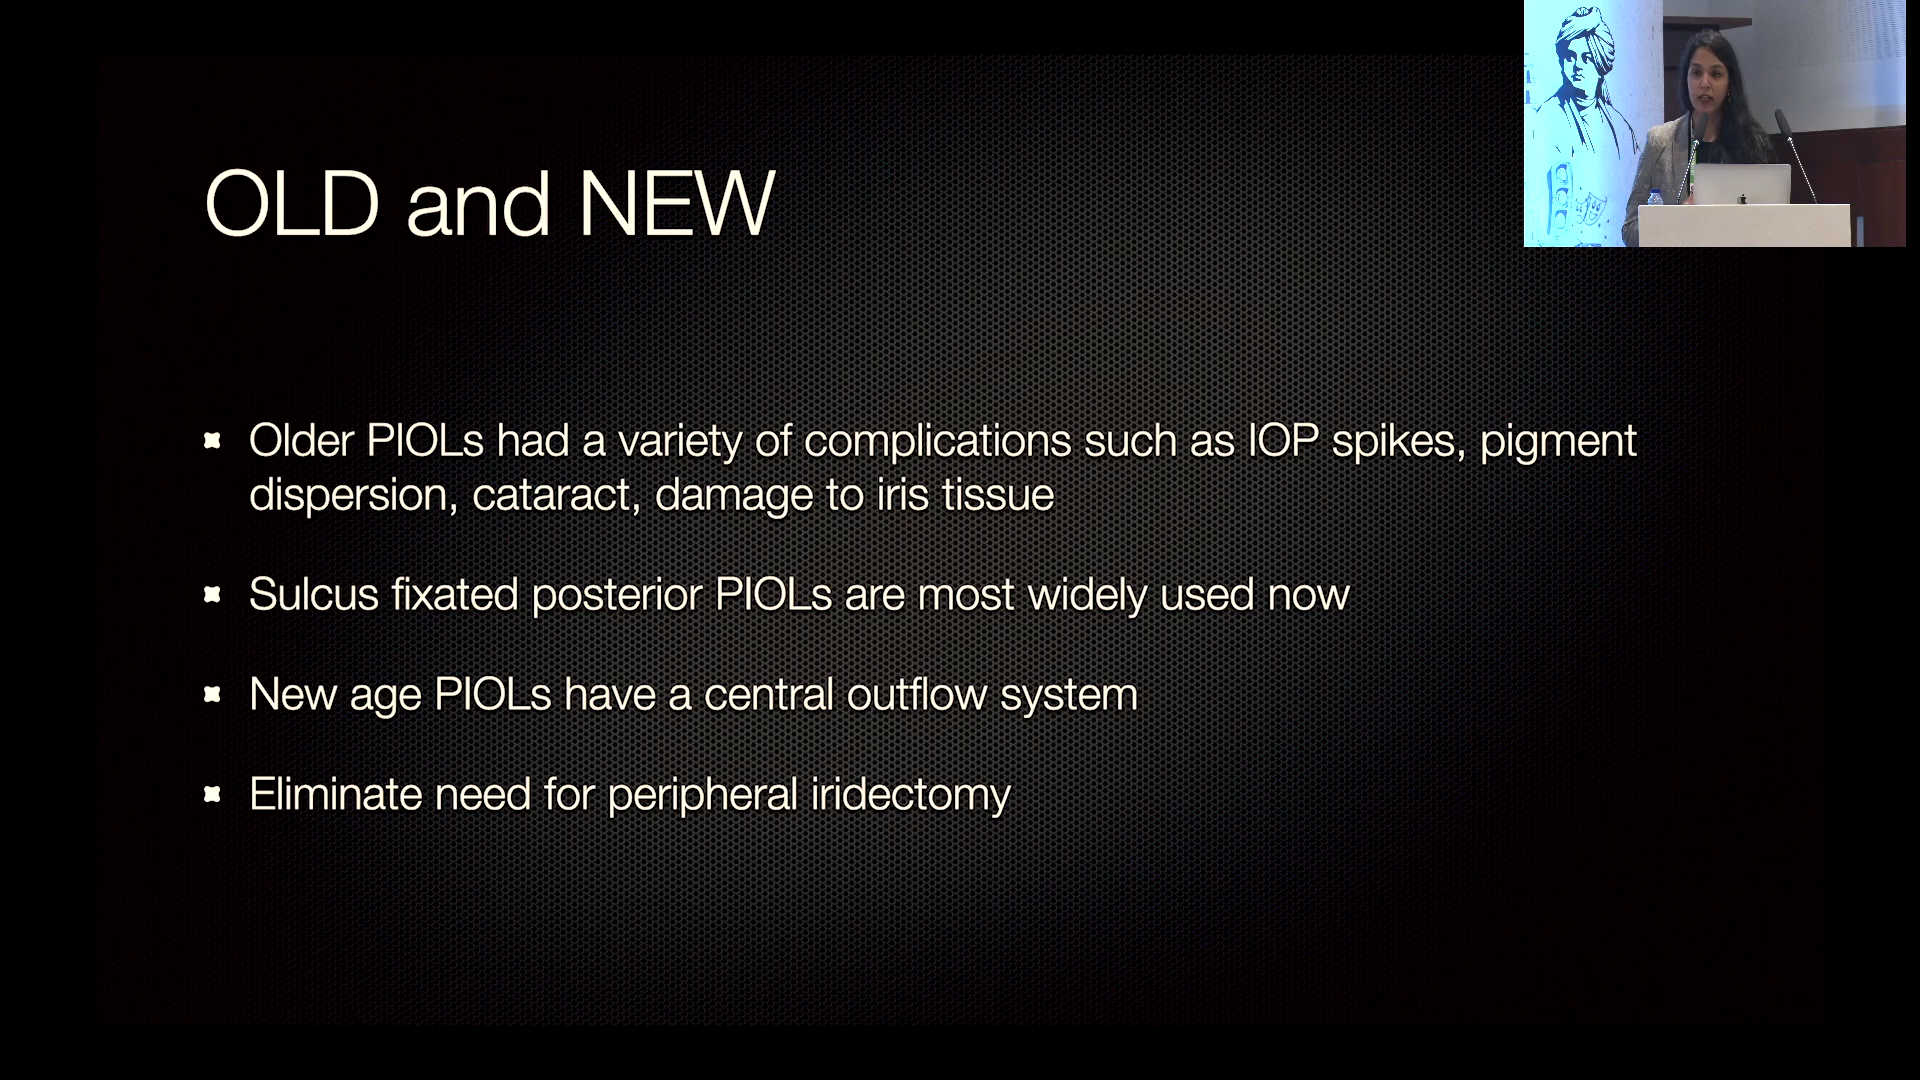 OLD and NEW
Older PIOLs had a variety of complications such as IOP spikes, pigment
dispersion, cataract, damage to iris tissue
Sulcus fixated posterior PIOLs are most widely used now
New age PIOLs have a central outflow system
Eliminate need for peripheral iridectomy